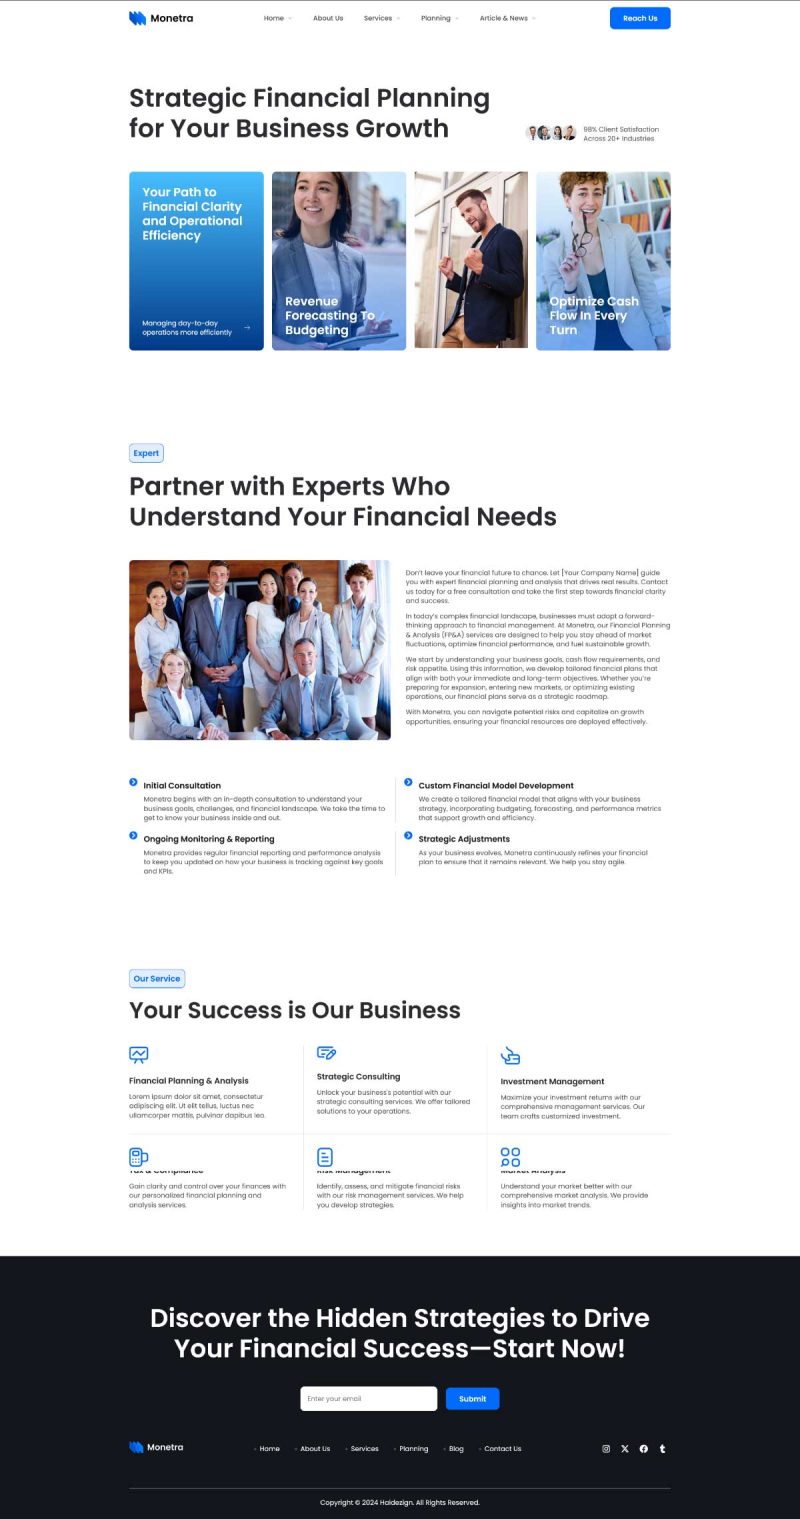 Monetra
Home
About Us
Services
Planning
Article & News
Reach Us
Strategic Financial Planning
for Your Business Growth
98% Client Satisfaction
Across 20+ Industries
Your Path to
Financial Clarity
and Operational
Efficiency
Managing day-to-day
operations more efficiently
Revenue
Forecasting To
Budgeting
Optimize Cash
Flow In Every
Turn
Expert
Partner with Experts Who
Understand Your Financial Needs
Don't leave your financial future to chance. Let [Your Company Name] guide
you with expert financial planning and analysis that drives real results. Contact
us today for a free consultation and take the first step towards financial clarity
and success.
In today's complex financial landscape, businesses must adopt a forward-
thinking approach to financial management. At Monetra, our Financial Planning
& Analysis (FP&A) services are designed to help you stay ahead of market
fluctuations, optimize financial performance, and fuel sustainable growth.
We start by understanding your business goals, cash flow requirements, and
risk appetite. Using this information, we develop tailored financial plans that
align with both your immediate and long-term objectives. Whether you're
preparing for expansion, entering new markets, or optimizing existing
operations, our financial plans serve as a strategic roadmap.
With Monetra, you can navigate potential risks and capitalize on growth
opportunities, ensuring your financial resources are deployed effectively.
Initial Consultation
Monetra begins with an in-depth consultation to understand your
business goals, challenges, and financial landscape. We take the time to
get to know your business inside and out.
Custom Financial Model Development
We create a tailored financial model that aligns with your business
strategy, incorporating budgeting, forecasting, and performance metrics
that support growth and efficiency.
Ongoing Monitoring & Reporting
Monetra provides regular financial reporting and performance analysis
to keep you updated on how your business is tracking against key goals
and KPIs.
Strategic Adjustments
As your business evolves, Monetra continuously refines your financial
plan to ensure that it remains relevant. We help you stay agile.
Our Service
Your Success is Our Business
Financial Planning & Analysis
Lorem ipsum dolor sit amet, consectetur
adipiscing elit. Ut elit tellus, luctus nec
ullamcorper mattis, pulvinar dapibus leo.
Strategic Consulting
Unlock your business's potential with our
strategic consulting services. We offer tailored
solutions to your operations.
Investment Management
Maximize your investment returns with our
comprehensive management services. Our
team crafts customized investment.
Tax & Compliance
Gain clarity and control over your finances with
our personalized financial planning and
analysis services.
Risk Management
Identify, assess, and mitigate financial risks
with our risk management services. We help
you develop strategies.
Market Analysis
Understand your market better with our
comprehensive market analysis. We provide
insights into market trends.
Discover the Hidden Strategies to Drive
Your Financial Success—Start Now!
Enter your email
Submit
Monetra
Home
About Us
Services
Planning
Blog
Contact Us
Copyright © 2024 Haidezign. All Rights Reserved.